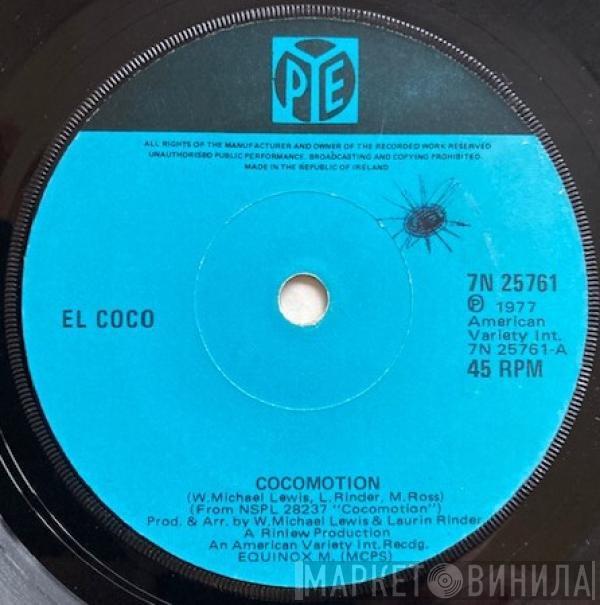 PYE
ALL RIGHTS OF THE MANUFACTURER AND OWNER OF THE RECORDED WORK RESERVED
UNAUTHORISED PUBLIC PERFORMANCE, BROADCASTING AND COPYING PROHIBITED.
MADE IN THE REPUBLIC OF IRELAND
EL COCO
7N 25761
Ⓟ 1977
American
Variety Int.
7N 25761-A
45 RPM
COCOMOTION
(W.Michael Lewis, L.Rinder, M.Ross)
(From NSPL 28237 "Cocomotion")
Prod. & Arr. by W.Michael Lewis & Laurin Rinder
A Rinlew Production
An American Variety Int.Recdg.
EQUINOX M. (MCPS)
МАРКЕТ ВИНИЛА